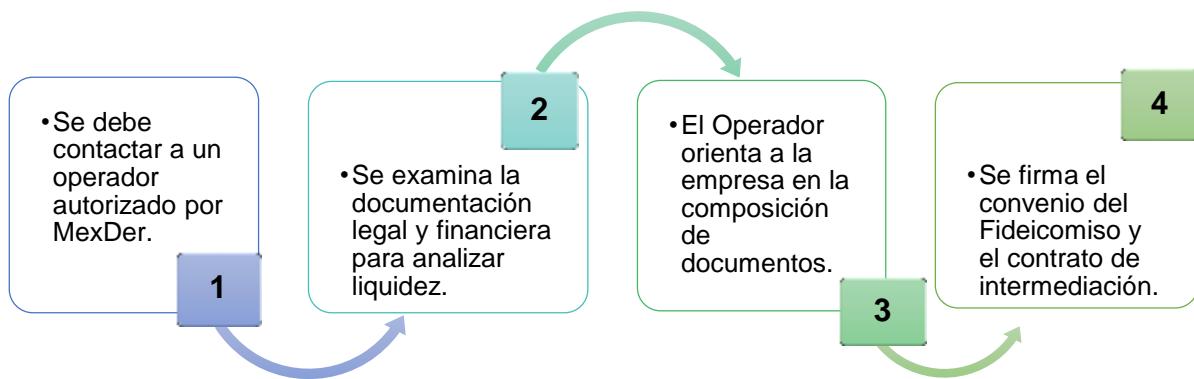 •Se debe
contactar a un
operador
autorizado por
MexDer.
1
2
•Se examina la
documentación
legal y financiera
para analizar
liquidez.
•El Operador
orienta a la
empresa en la
composición
de
documentos.
3
4
•Se firma el
convenio del
Fideicomiso y
el contrato de
intermediación.